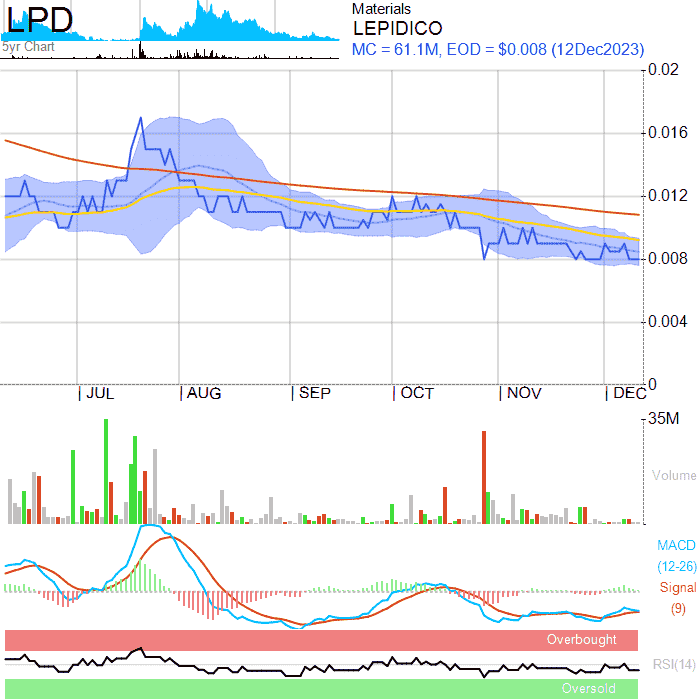 LPD
5yr Chart
Materials
LEPIDICO
MC = 61.1M, EOD = $0.008 (12Dec2023)
0.02
0.016
0.012
0.008
0.004
0
JUL AUG SEP OCT NOV DEC
35M
Volume
MACD
(12-26)
Signal
(9)
Overbought
RSI(14)
Oversold